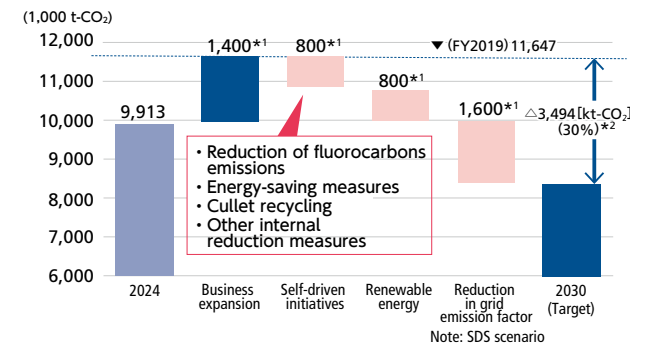 (1,000 t-CO₂)
12,000
11,000
10,000
9,000
8,000
7,000
6,000
9,913
1,400*¹
800*¹
800*¹
1,600*¹
▼ (FY2019) 11,647
△3,494 [kt-CO₂]
(30%)*²
・Reduction of fluorocarbons
emissions
・Energy-saving measures
・Cullet recycling
・Other internal
reduction measures
2024
Business
expansion
Self-driven
initiatives
Renewable
energy
Reduction
in grid
emission factor
2030
(Target)
Note: SDS scenario